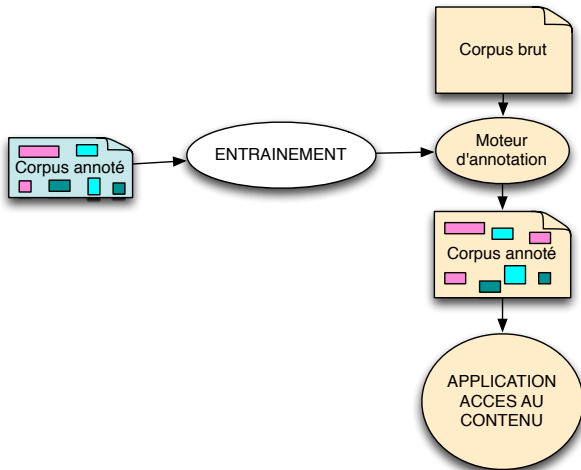 Corpus brut
Corpus annoté
ENTRAINEMENT
Moteur
d'annotation
Corpus annoté
APPLICATION
ACCES AU
CONTENU